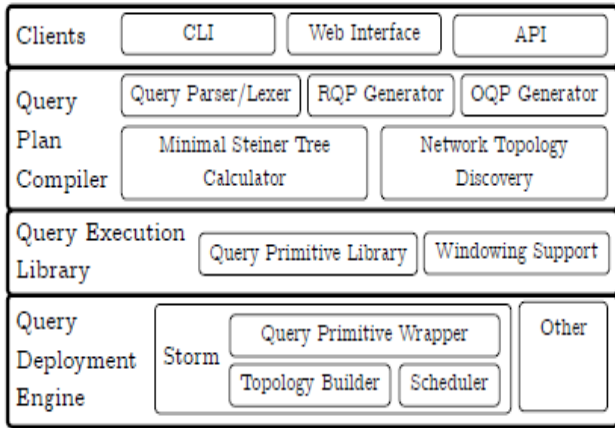 Clients
CLI
Web Interface
API
Query
Plan
Compiler
Query Parser/Lexer
RQP Generator
OQP Generator
Minimal Steiner Tree
Calculator
Network Topology
Discovery
Query Execution
Library
Query Primitive Library
Windowing Support
Query
Deployment
Engine
Storm
Query Primitive Wrapper
Topology Builder
Scheduler
Other